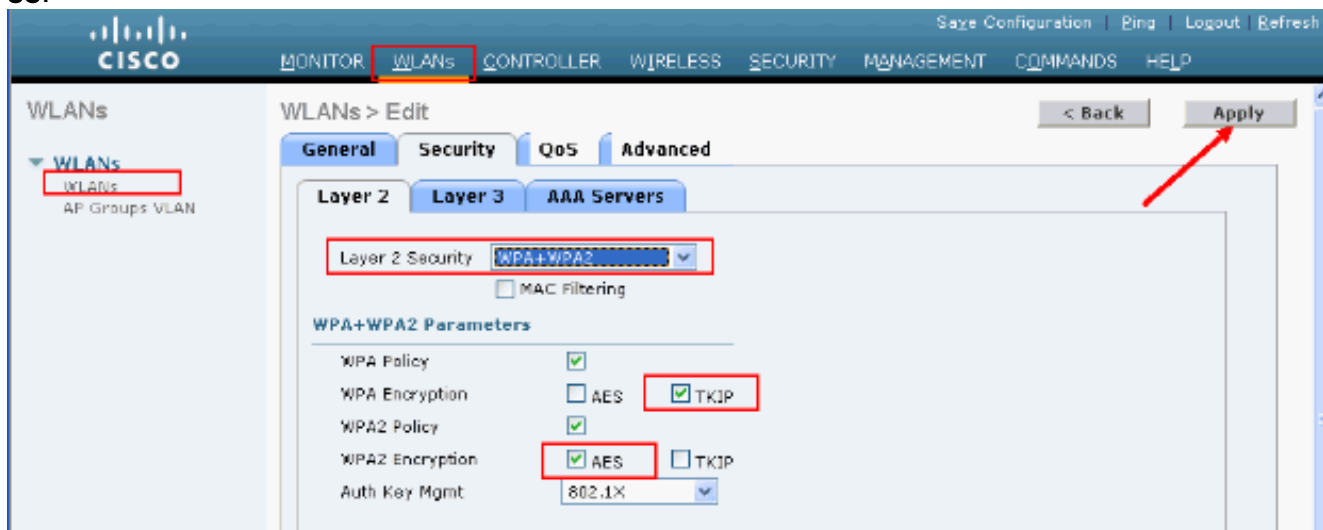 Save Configuration | Ping | Logout | Refresh
CISCO
MONITOR WLANs CONTROLLER WIRELESS SECURITY MANAGEMENT COMMANDS HELP
WLANs
WLANs > Edit
< Back
Apply
General Security QoS Advanced
WLANs
WLANs
AP Groups VLAN
Layer 2 Layer 3 AAA Servers
Layer 2 Security WPA+WPA2
MAC Filtering
WPA+WPA2 Parameters
WPA Policy
WPA Encryption AES TKIP
WPA2 Policy
WPA2 Encryption AES TKIP
Auth Key Mgmt 802.1X